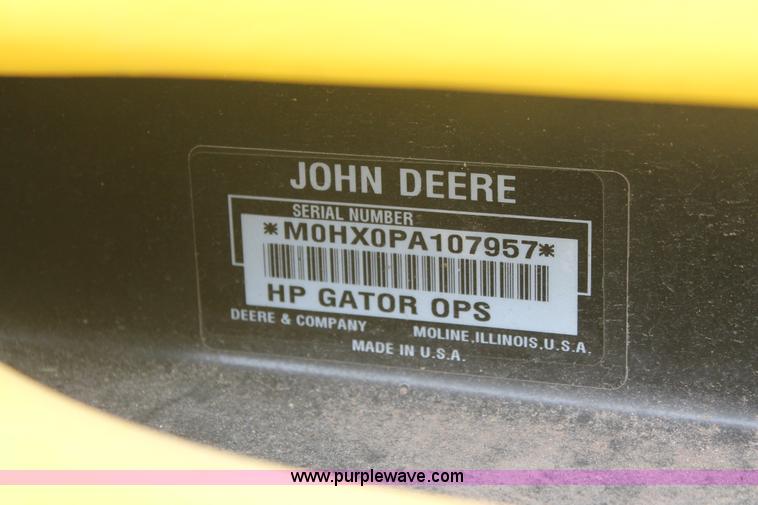 JOHN DEERE
SERIAL NUMBER
*M0HX0PA107957*
HP GATOR OPS
DEERE & COMPANY MOLINE, ILLINOIS, U.S.A.
MADE IN U.S.A.
www.purplewave.com